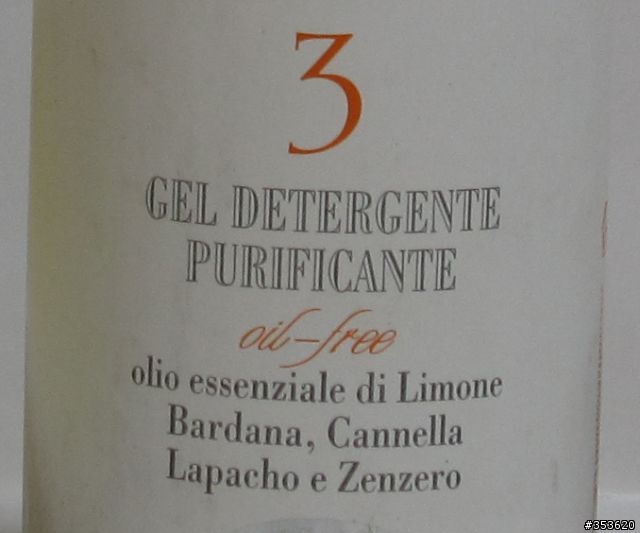 3
GEL DETERGENTE
PURIFICANTE
oil-free
olio essenziale di Limone
Bardana, Cannella
Lapacho e Zenzero
#353620